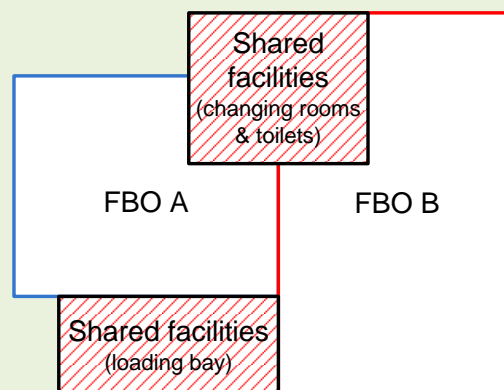 Shared
facilities
(changing rooms
& toilets)
FBO A
FBO B
Shared facilities
(loading bay)